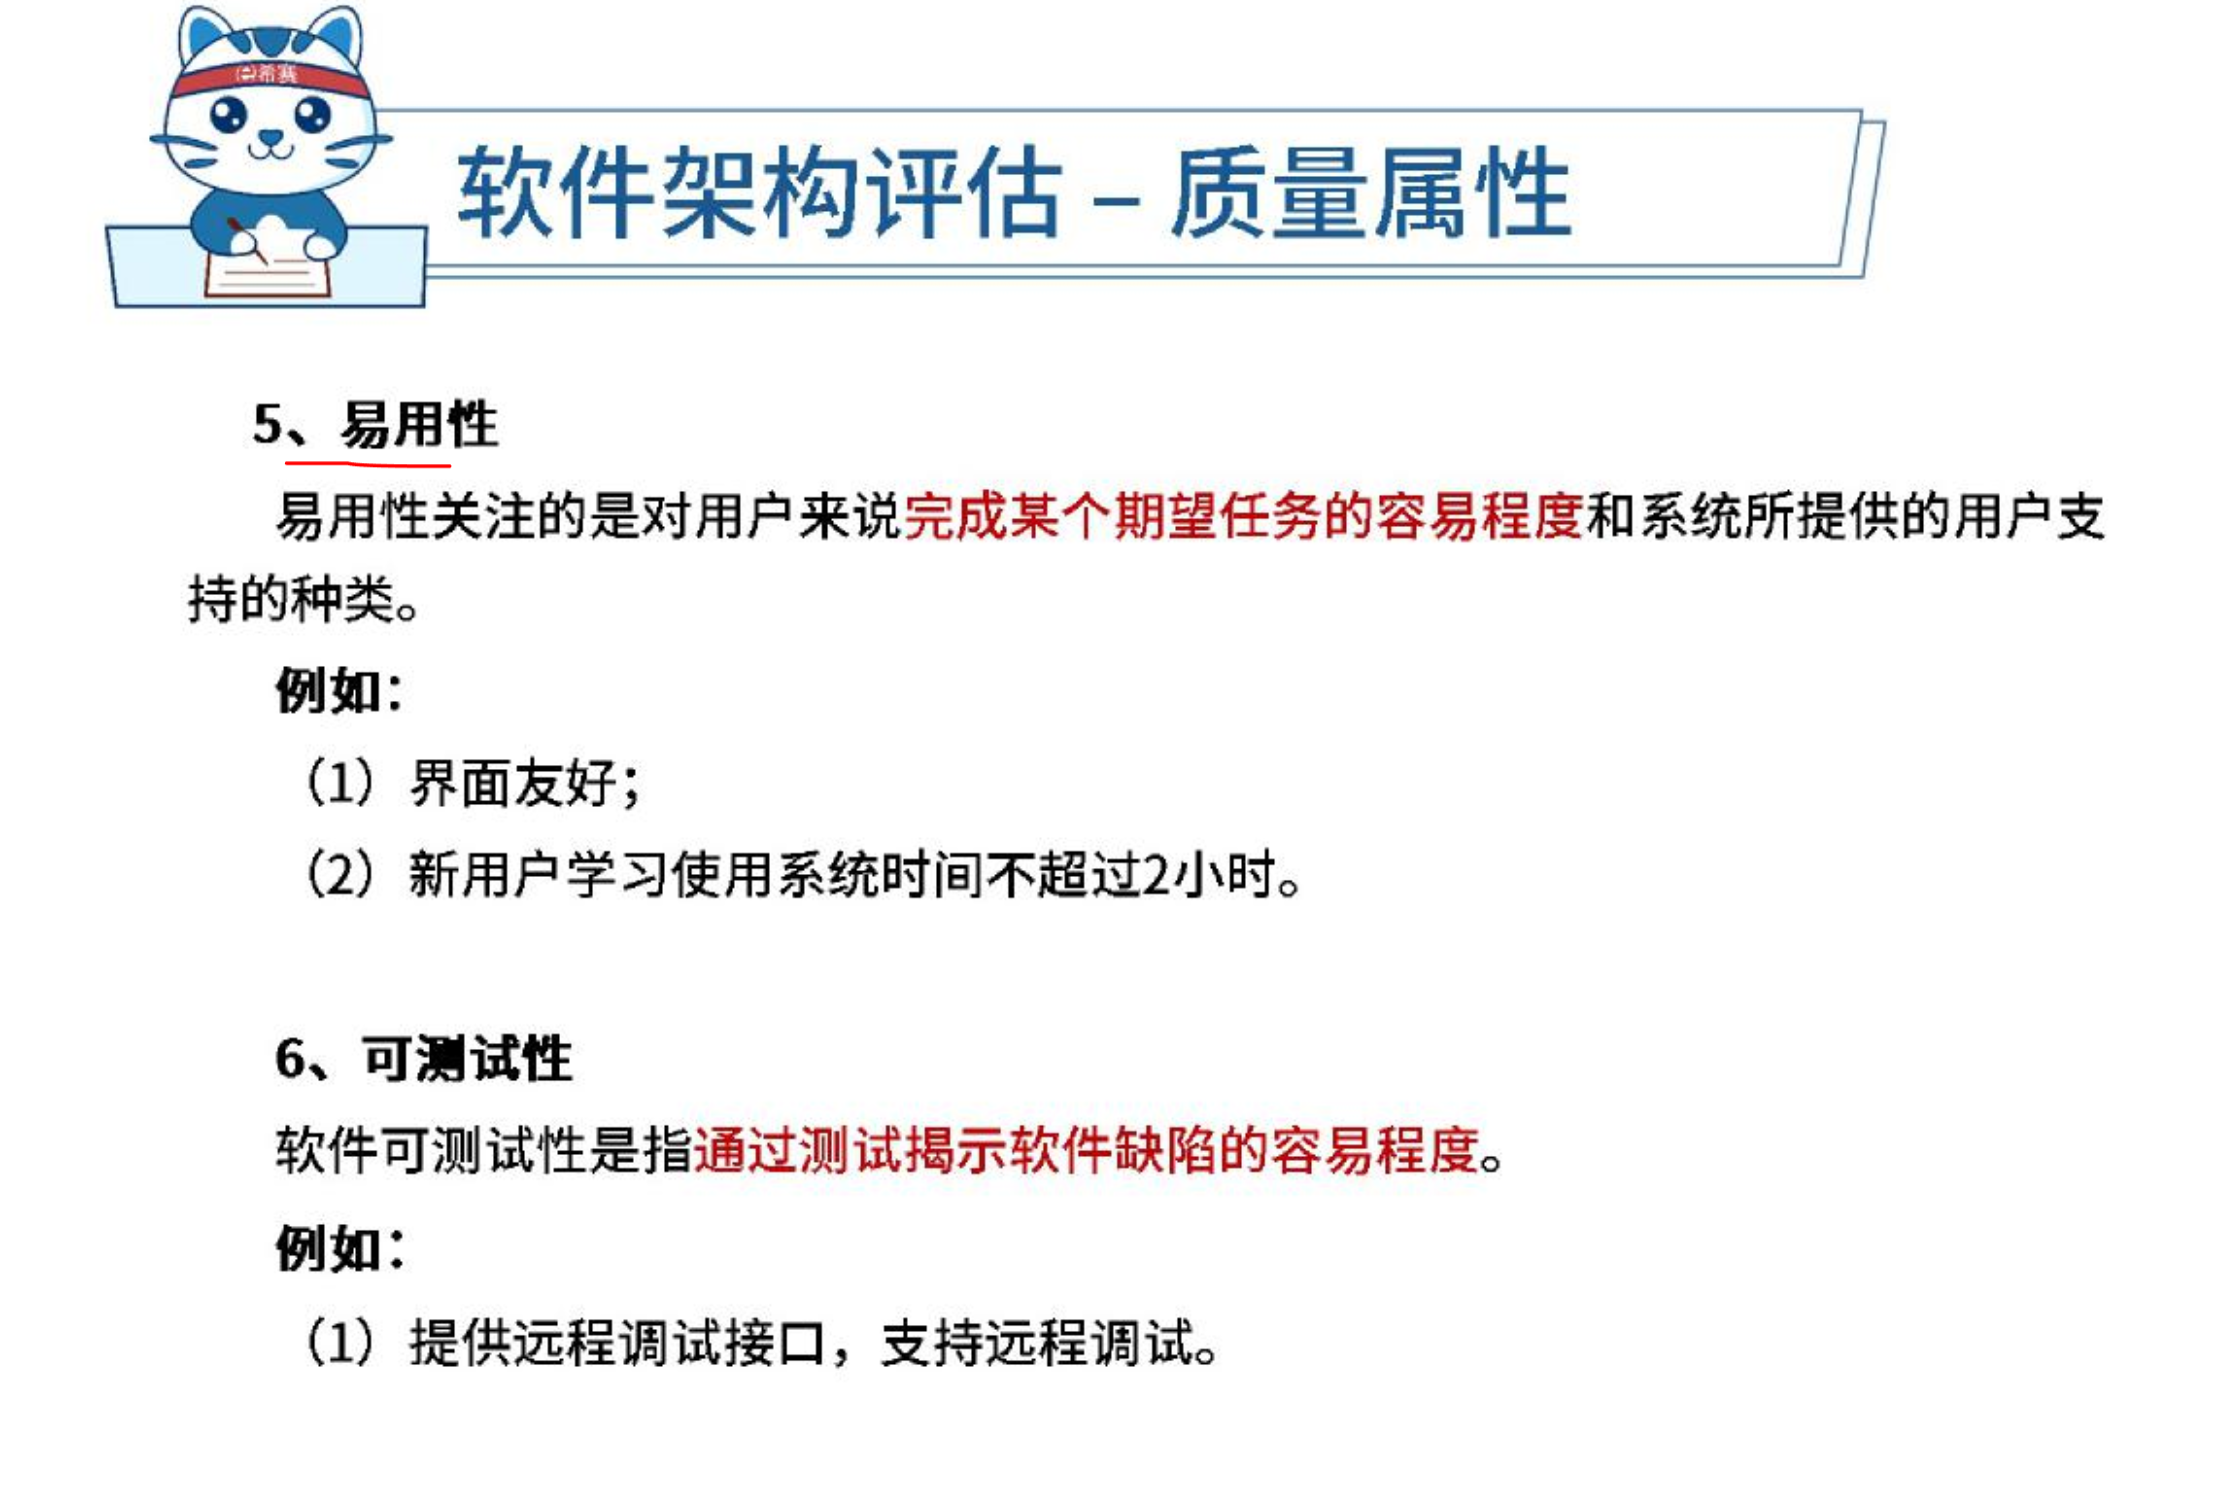 希赛
软件架构评估 – 质量属性
5、易用性
易用性关注的是对用户来说完成某个期望任务的容易程度和系统所提供的用户支
持的种类。
例如：
（1）界面友好；
（2）新用户学习使用系统时间不超过2小时。
6、可测试性
软件可测试性是指通过测试揭示软件缺陷的容易程度。
例如：
（1）提供远程调试接口，支持远程调试。